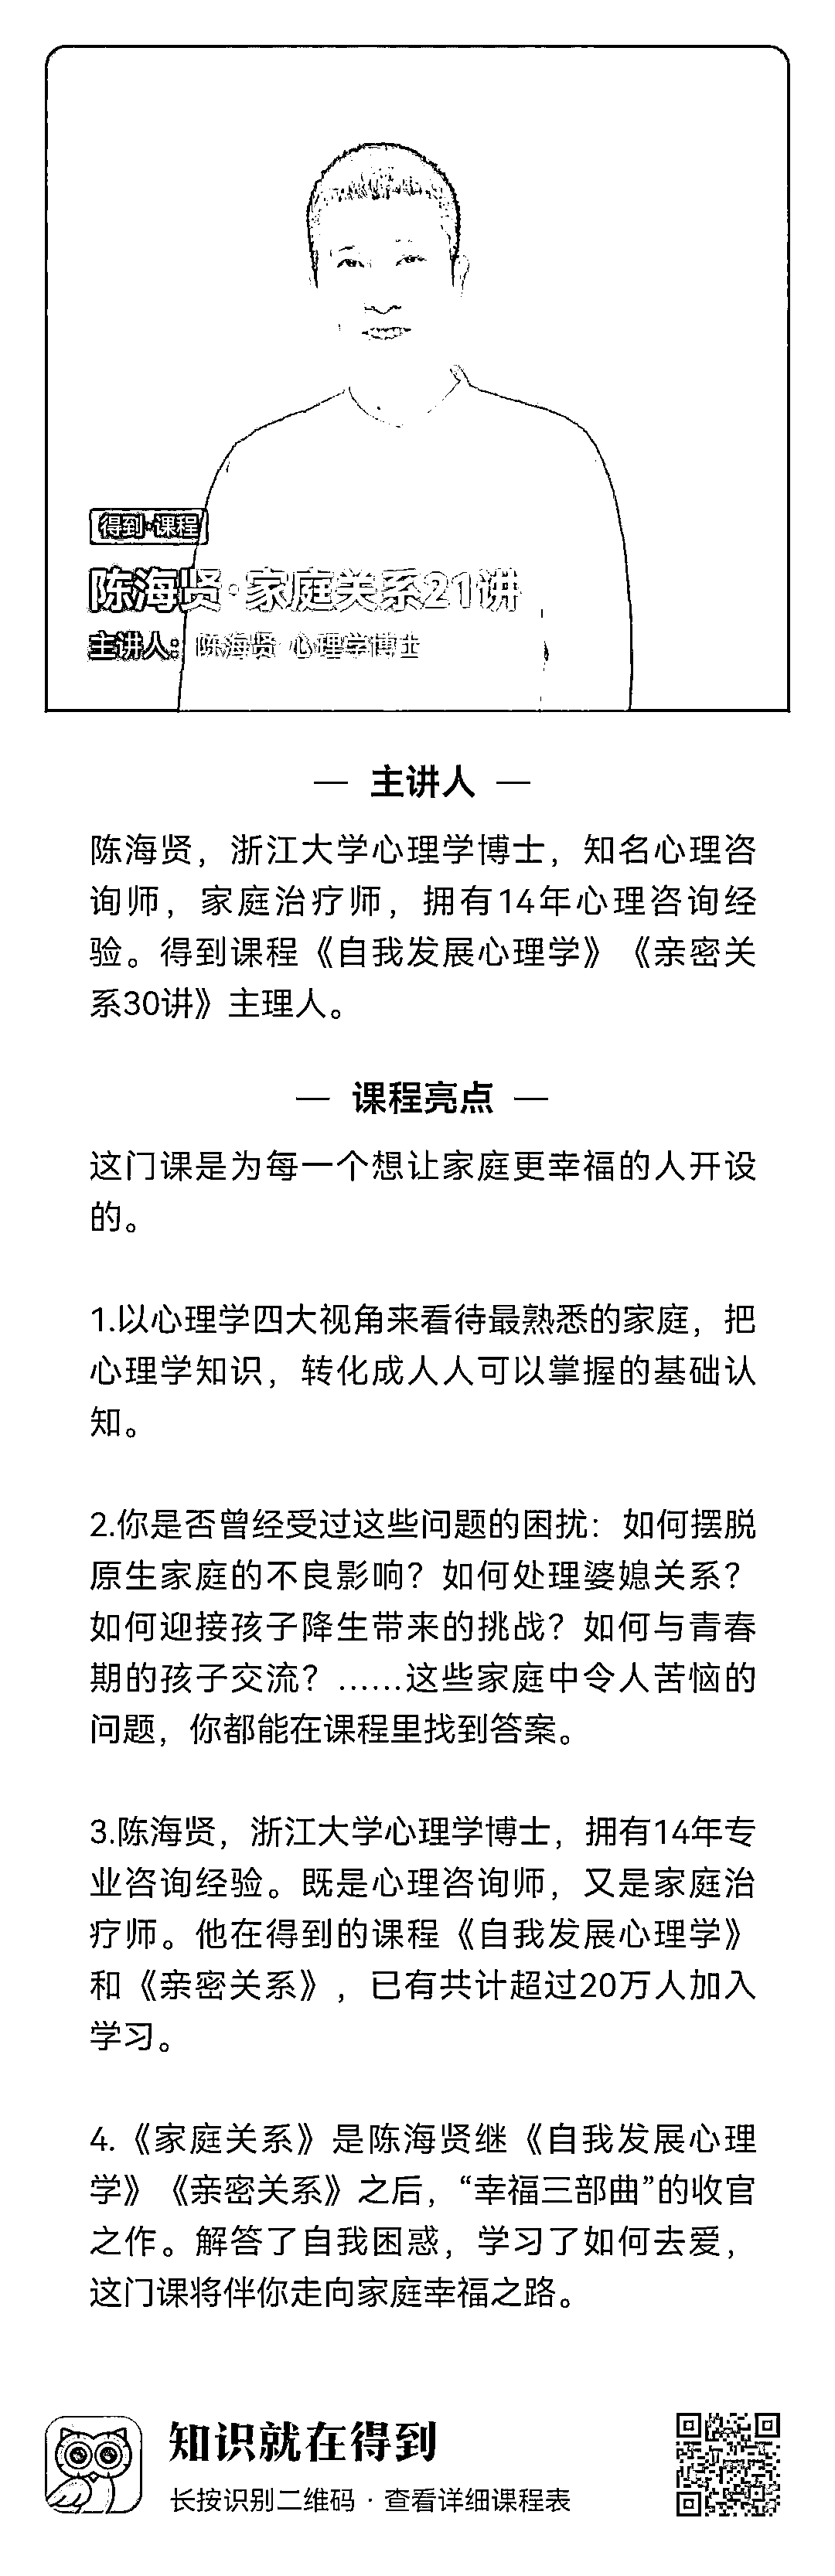 得到·课程
陈海贤·家庭关系21讲
主讲人：陈海贤 心理学博士
— 主讲人 —
陈海贤，浙江大学心理学博士，知名心理咨
询师，家庭治疗师，拥有14年心理咨询经
验。得到课程《自我发展心理学》《亲密关
系30讲》主理人。
— 课程亮点 —
这门课是为每一个想让家庭更幸福的人开设
的。
1.以心理学四大视角来看待最熟悉的家庭，把
心理学知识，转化成人人可以掌握的基础认
知。
2.你是否曾经受过这些问题的困扰：如何摆脱
原生家庭的不良影响？如何处理婆媳关系？
如何迎接孩子降生带来的挑战？如何与青春
期的孩子交流？……这些家庭中令人苦恼的
问题，你都能在课程里找到答案。
3.陈海贤，浙江大学心理学博士，拥有14年专
业咨询经验。既是心理咨询师，又是家庭治
疗师。他在得到的课程《自我发展心理学》
和《亲密关系》，已有共计超过20万人加入
学习。
4.《家庭关系》是陈海贤继《自我发展心理
学》《亲密关系》之后，“幸福三部曲”的收官
之作。解答了自我困惑，学习了如何去爱，
这门课将伴你走向家庭幸福之路。
知识就在得到
长按识别二维码 · 查看详细课程表